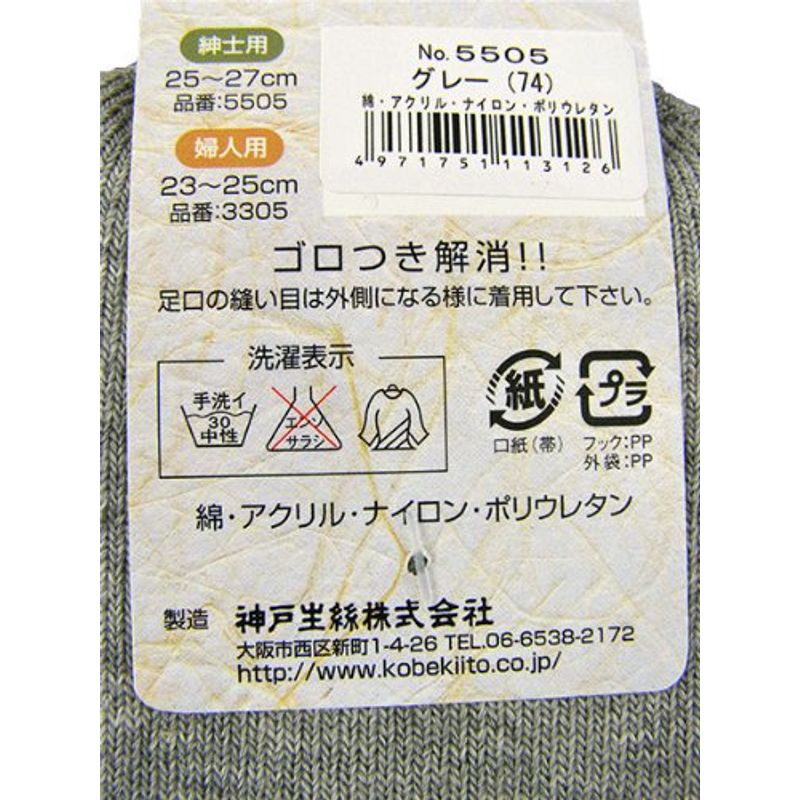 紳士用
25～27cm
品番:5505
婦人用
23～25cm
品番:3305
No.5505
グレー (74)
綿・アクリル・ナイロン・ポリウレタン
4971751113126
ゴロつき解消!!
足口の縫い目は外側になる様に着用して下さい。
洗濯表示
手洗イ
30
中性
エンソ
サラシ
紙
口紙(帯)
プラ
フック:PP
外袋:PP
綿・アクリル・ナイロン・ポリウレタン
製造 神戸生絲株式会社
大阪市西区新町1-4-26 TEL.06-6538-2172
http://www.kobekiito.co.jp/